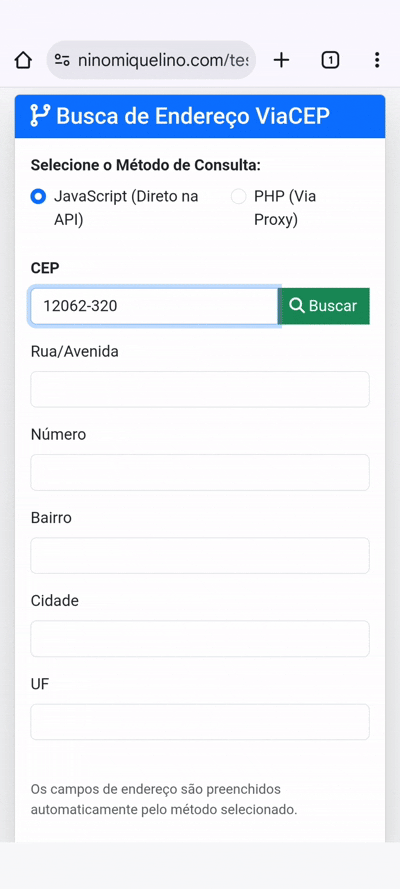 ninomiquelino.com/tes
1
Busca de Endereço ViaCEP
Selecione o Método de Consulta:
JavaScript (Direto na
API)
PHP (Via
Proxy)
CEP
12062-320
Buscar
Rua/Avenida
Número
Bairro
Cidade
UF
Os campos de endereço são preenchidos
automaticamente pelo método selecionado.